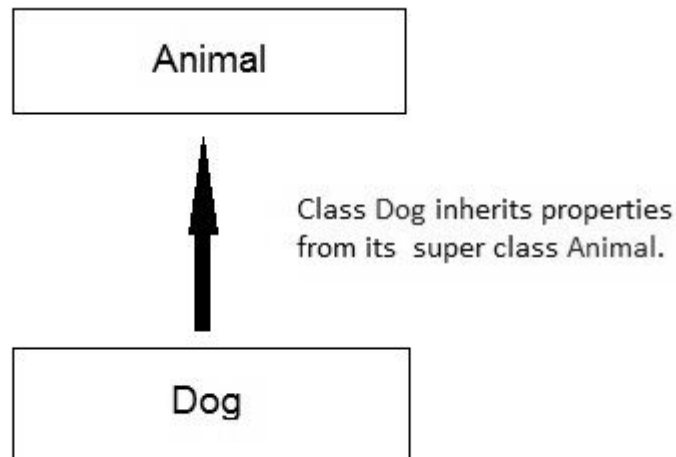 Animal
Class Dog inherits properties
from its super class Animal.
Dog